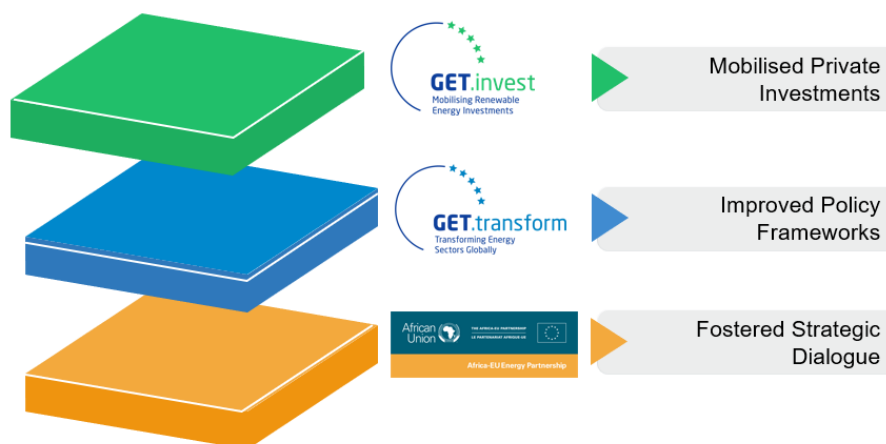 GET.invest
Mobilising Renewable
Energy Investments
Mobilised Private
Investments
GET.transform
Transforming Energy
Sectors Globally
Improved Policy
Frameworks
African
Union
THE AFRICA-EU PARTNERSHIP
LE PARTENARIAT AFRIQUE-UE
Africa-EU Energy Partnership
Fostered Strategic
Dialogue